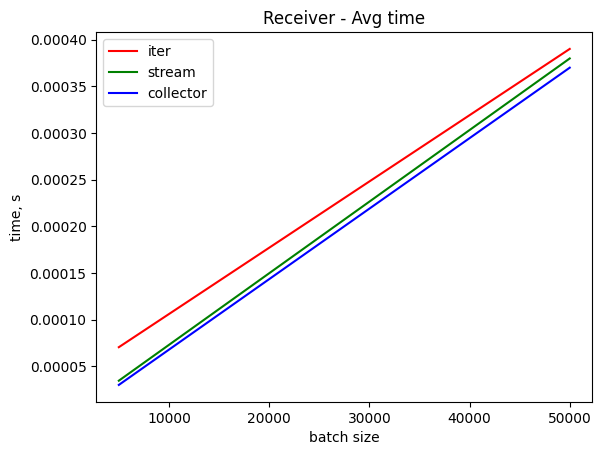 Receiver - Avg time
iter
stream
collector
time, s
0.00040
0.00035
0.00030
0.00025
0.00020
0.00015
0.00010
0.00005
10000
20000
30000
40000
50000
batch size